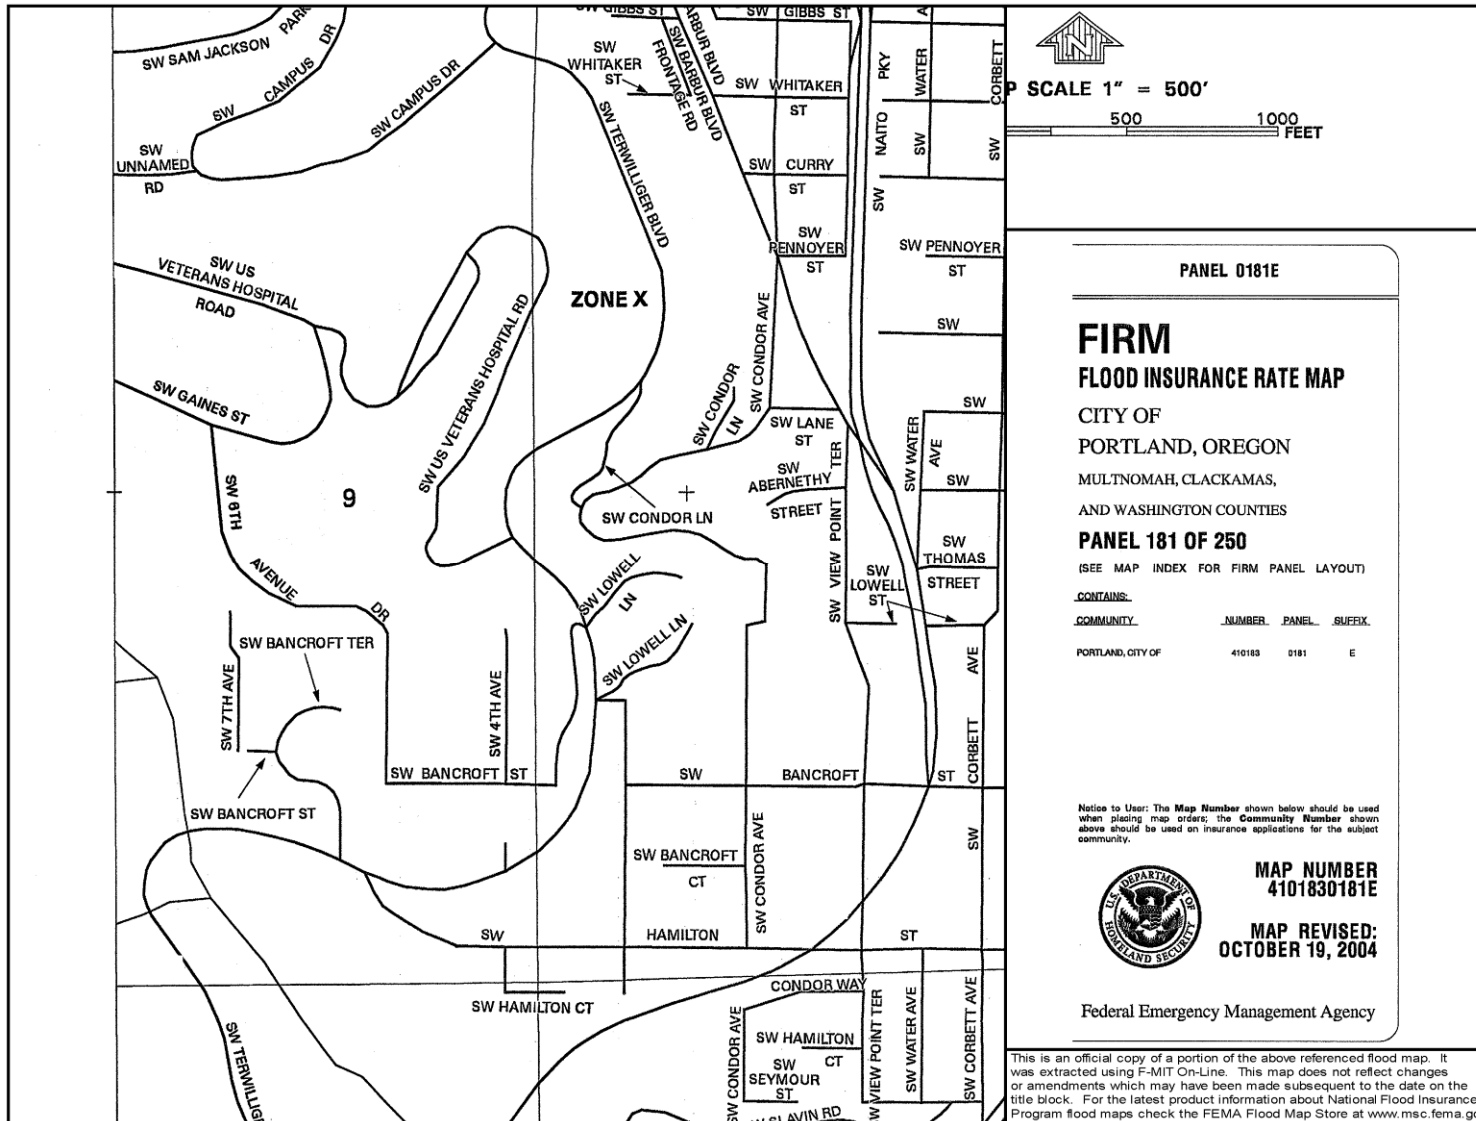 SW SAM JACKSON PARK
SW CAMPUS DR
SW CAMPUS DR
SW
UNNAMED
RD
SW GIBBS ST
SW GIBBS ST
SW
WHITAKER
ST
SW BARBUR BLVD
FRONTAGE RD
ARBUR BLVD
SW WHITAKER
ST
SW TERWILLIGER BLVD
SW CURRY
ST
SW
PENNOYER
ST
SW NAITO PKY
SW WATER A
SW CORBETT
SW PENNOYER
ST
SW
SW US
VETERANS HOSPITAL
ROAD
SW GAINES ST
SW US VETERANS HOSPITAL RD
ZONE X
SW CONDOR AVE
SW CONDOR
LN
SW LANE
ST
SW
ABERNETHY
STREET
SW VIEW POINT TER
SW WATER
AVE
SW
SW
SW
THOMAS
STREET
SW
LOWELL
ST
SW CONDOR LN
9
SW 6TH
AVENUE
DR
SW LOWELL
LN
SW LOWELL LN
SW BANCROFT TER
SW 7TH AVE
SW 4TH AVE
SW BANCROFT ST
SW BANCROFT ST
SW BANCROFT ST
SW CORBETT AVE
SW BANCROFT
CT
SW CONDOR AVE
SW HAMILTON ST
SW HAMILTON CT
CONDOR WAY
SW CONDOR AVE
SW HAMILTON
CT
SW
SEYMOUR
ST
W SLAVIN RD
W VIEW POINT TER
SW WATER AVE
SW CORBETT AVE
SW TERWILLIG
N
P SCALE 1" = 500'
500 1000
FEET
PANEL 0181E
FIRM
FLOOD INSURANCE RATE MAP
CITY OF
PORTLAND, OREGON
MULTNOMAH, CLACKAMAS,
AND WASHINGTON COUNTIES
PANEL 181 OF 250
(SEE MAP INDEX FOR FIRM PANEL LAYOUT)
CONTAINS:
COMMUNITY NUMBER PANEL SUFFIX
PORTLAND, CITY OF 410183 0181 E
Notice to User: The Map Number shown below should be used
when placing map orders; the Community Number shown
above should be used on insurance applications for the subject
community.
U.S. DEPARTMENT OF
HOMELAND SECURITY
MAP NUMBER
4101830181E
MAP REVISED:
OCTOBER 19, 2004
Federal Emergency Management Agency
This is an official copy of a portion of the above referenced flood map. It
was extracted using F-MIT On-Line. This map does not reflect changes
or amendments which may have been made subsequent to the date on the
title block. For the latest product information about National Flood Insurance
Program flood maps check the FEMA Flood Map Store at www.msc.fema.go